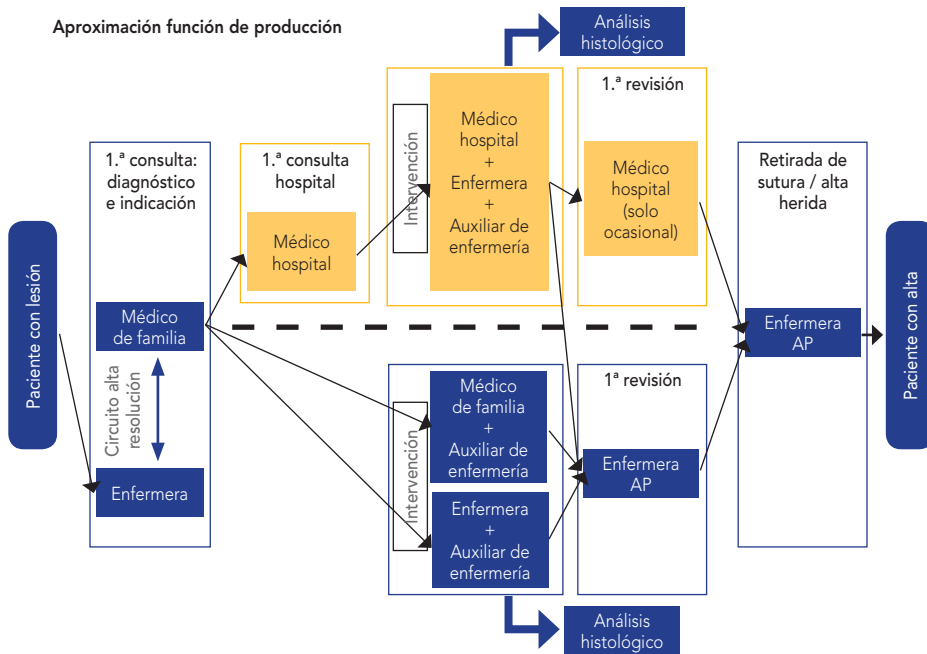 Aproximación función de producción
Análisis
histológico
Paciente con lesión
1.ª consulta:
diagnóstico
e indicación
Médico
de familia
Circuito alta
resolución
Enfermera
1.ª consulta
hospital
Médico
hospital
Intervención
Médico
hospital
+
Enfermera
+
Auxiliar de
enfermería
1.ª revisión
Médico
hospital
(solo
ocasional)
Intervención
Médico
de familia
+
Auxiliar de
enfermería
Enfermera
+
Auxiliar de
enfermería
1ª revisión
Enfermera
AP
Retirada de
sutura / alta
herida
Enfermera
AP
Paciente con alta
Análisis
histológico